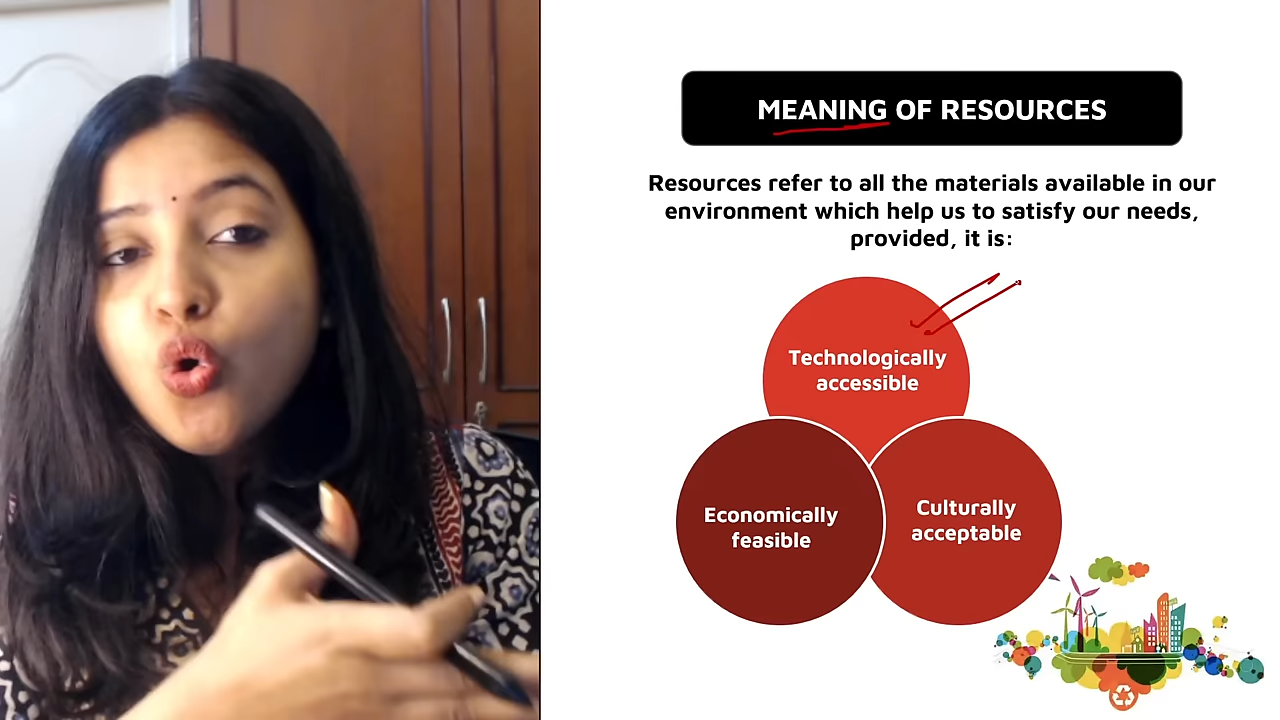 MEANING OF RESOURCES
Resources refer to all the materials available in our
environment which help us to satisfy our needs,
provided, it is:
Technologically
accessible
Economically
feasible
Culturally
acceptable